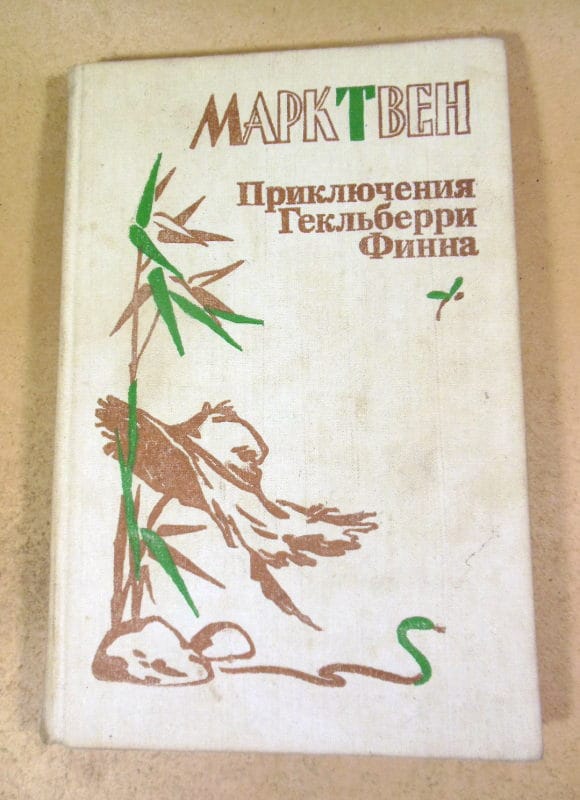 МАРК ТВЕН
Приключения
Гекльберри
Финна